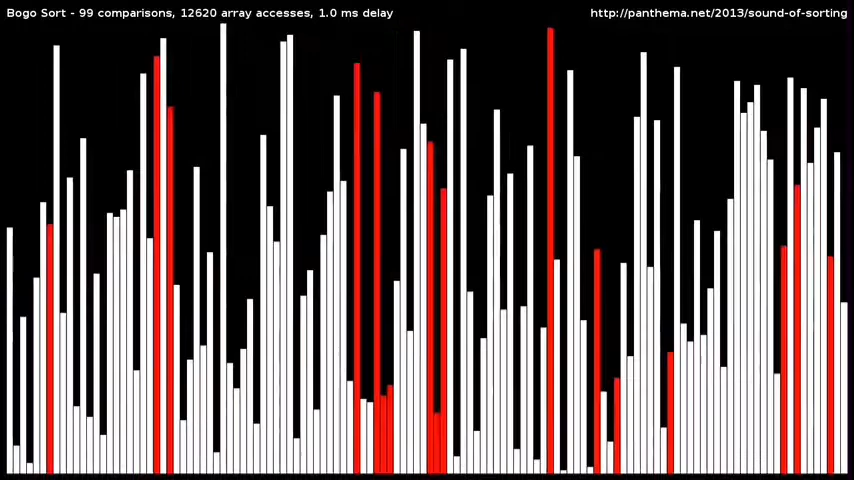 Bogo Sort - 99 comparisons, 12620 array accesses, 1.0 ms delay
http://panthema.net/2013/sound-of-sorting